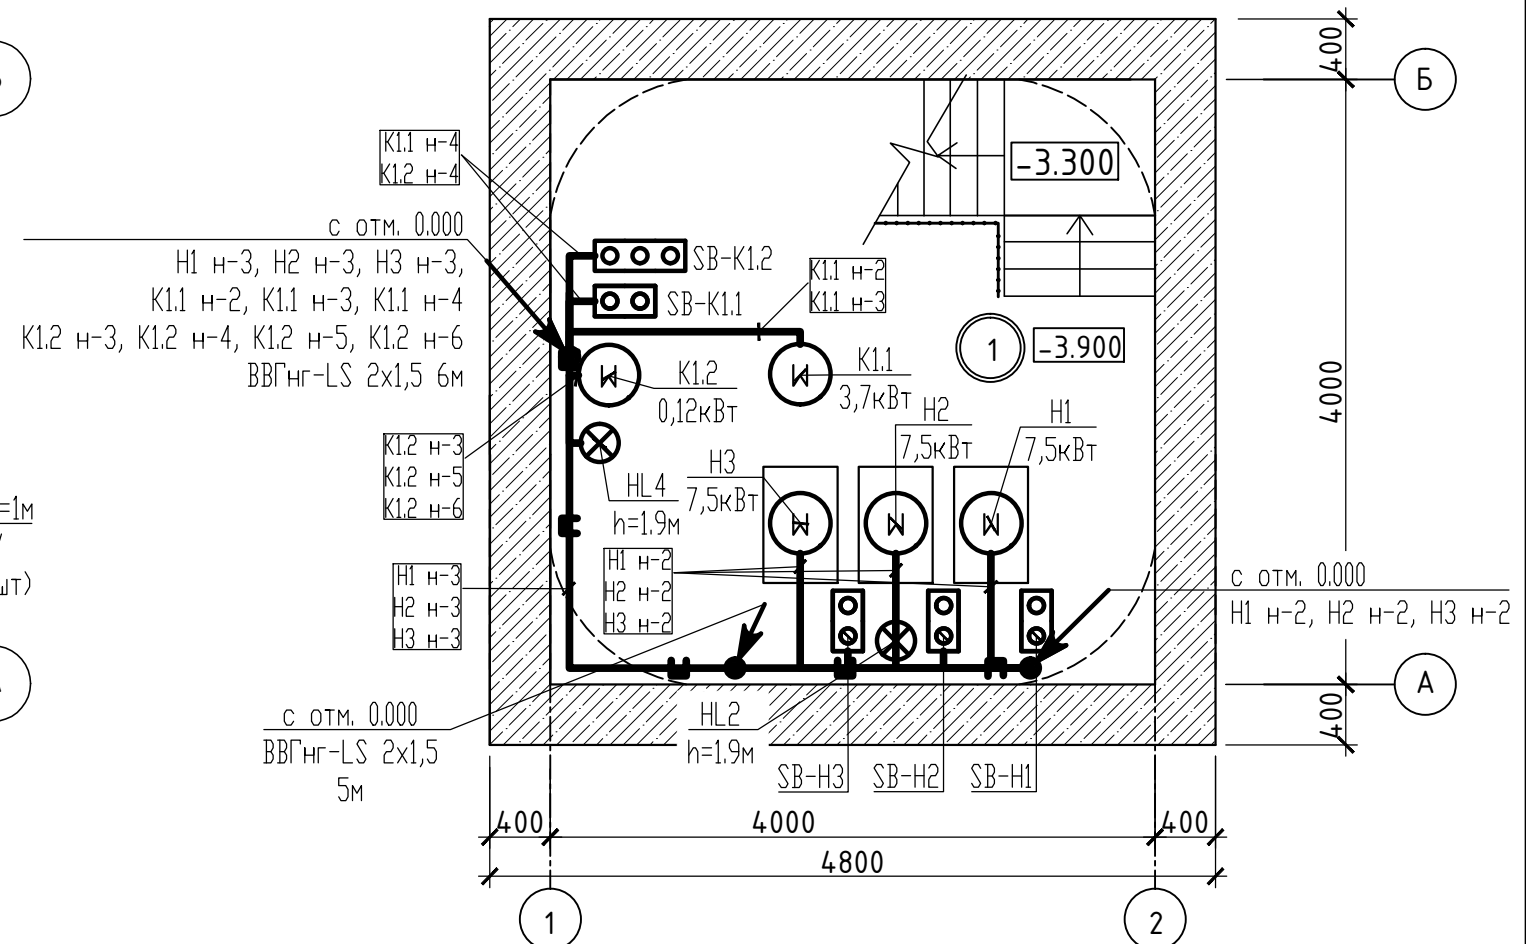 400
Б
К1.1 н-4
К1.2 н-4
-3.300
с отм. 0.000
Н1 н-3, Н2 н-3, Н3 н-3,
К1.1 н-2, К1.1 н-3, К1.1 н-4
К1.2 н-3, К1.2 н-4, К1.2 н-5, К1.2 н-6
ВВГнг-LS 2х1,5 6м
SB-К1.2
SB-К1.1
К1.1 н-2
К1.1 н-3
1
-3.900
К1.2
0,12кВт
К1.1
3,7кВт
4000
Н2
7,5кВт
Н1
7,5кВт
Н3
7,5кВт
К1.2 н-3
К1.2 н-5
К1.2 н-6
HL4
h=1.9м
=1м
шт)
Н1 н-3
Н2 н-3
Н3 н-3
Н1 н-2
Н2 н-2
Н3 н-2
с отм. 0.000
Н1 н-2, Н2 н-2, Н3 н-2
А
400
с отм. 0.000
ВВГнг-LS 2х1,5
5м
HL2
h=1.9м
SB-Н3
SB-Н2
SB-Н1
400
4000
400
4800
1
2